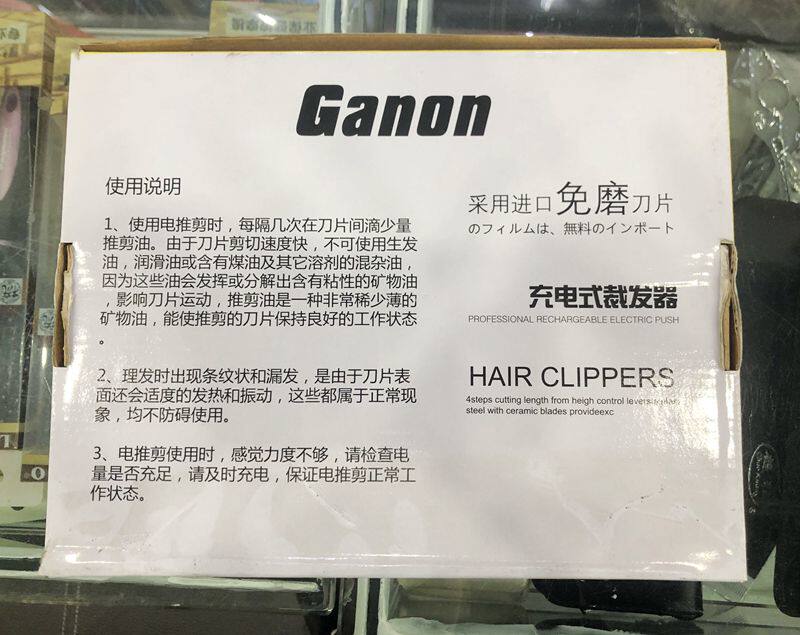 Ganon
使用说明
1、使用电推剪时，每隔几次在刀片间滴少量
推剪油。由于刀片剪切速度快，不可使用生发
油，润滑油或含有煤油及其它溶剂的混杂油，
因为这些油会发挥或分解出含有粘性的矿物油
，影响刀片运动，推剪油是一种非常稀少薄的
矿物油，能使推剪的刀片保持良好的工作状态
。
2、理发时出现条纹状和漏发，是由于刀片表
面还会适度的发热和振动，这些都属于正常现
象，均不防碍使用。
3、电推剪使用时，感觉力度不够，请检查电
量是否充足，请及时充电，保证电推剪正常工
作状态。
采用进口免磨刀片
のフィルムは、無料のインポート
充电式裁发器
PROFESSIONAL RECHARGEABLE ELECTRIC PUSH
HAIR CLIPPERS
4steps cutting length from heigh control
steel with ceramic blades provideexc